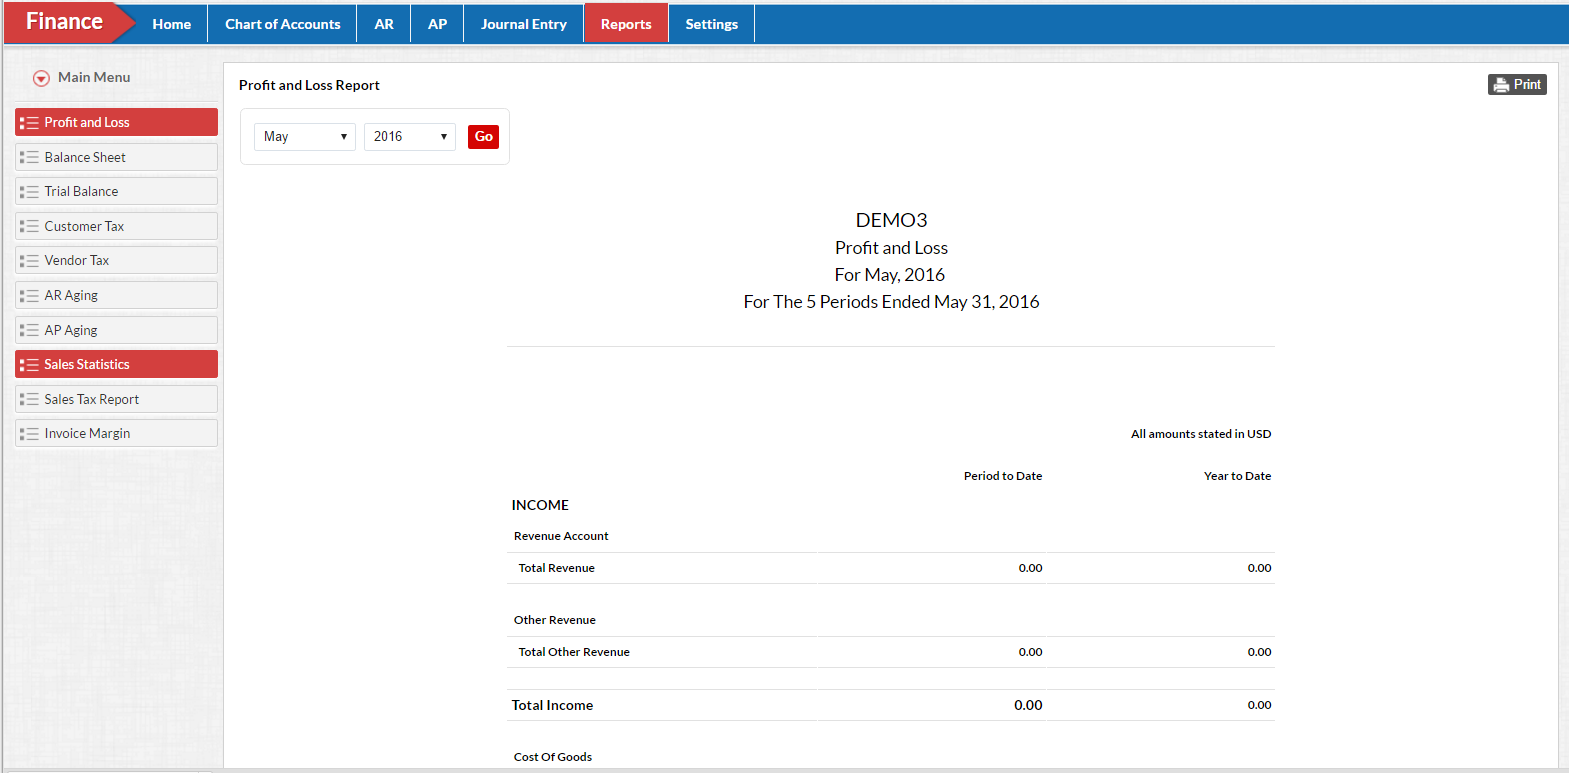 Finance
Home
Chart of Accounts
AR
AP
Journal Entry
Reports
Settings
Main Menu
Profit and Loss
Balance Sheet
Trial Balance
Customer Tax
Vendor Tax
AR Aging
AP Aging
Sales Statistics
Sales Tax Report
Invoice Margin
Profit and Loss Report
Print
May 2016 Go
DEMO3
Profit and Loss
For May, 2016
For The 5 Periods Ended May 31, 2016
All amounts stated in USD
Period to Date Year to Date
INCOME
Revenue Account
Total Revenue 0.00 0.00
Other Revenue
Total Other Revenue 0.00 0.00
Total Income 0.00 0.00
Cost Of Goods